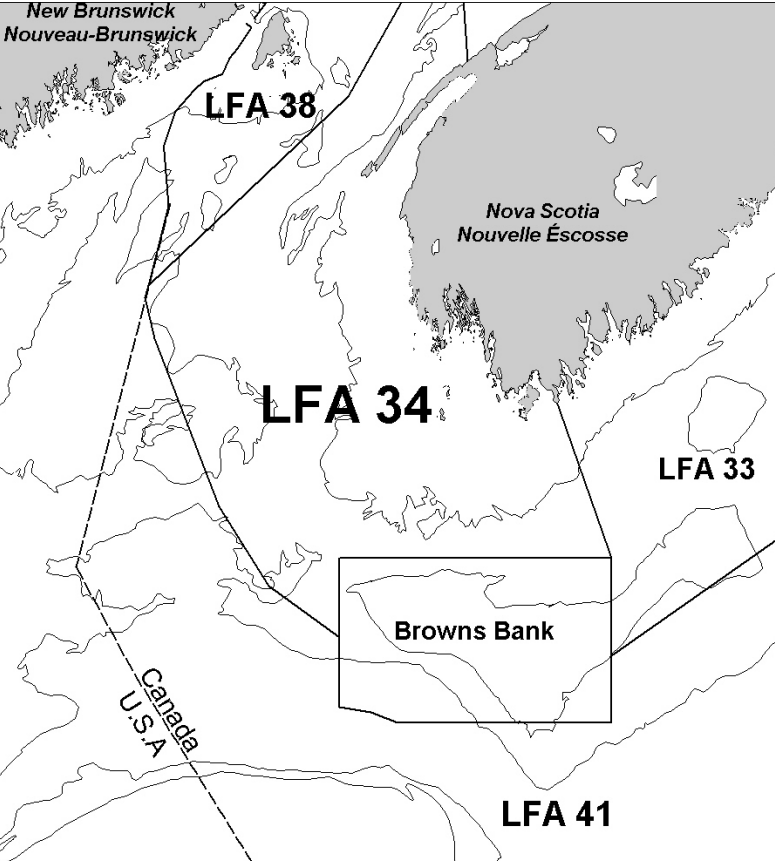 New Brunswick
Nouveau-Brunswick
LFA 38
Nova Scotia
Nouvelle Éscosse
LFA 34
LFA 33
Browns Bank
Canada
U.S.A
LFA 41